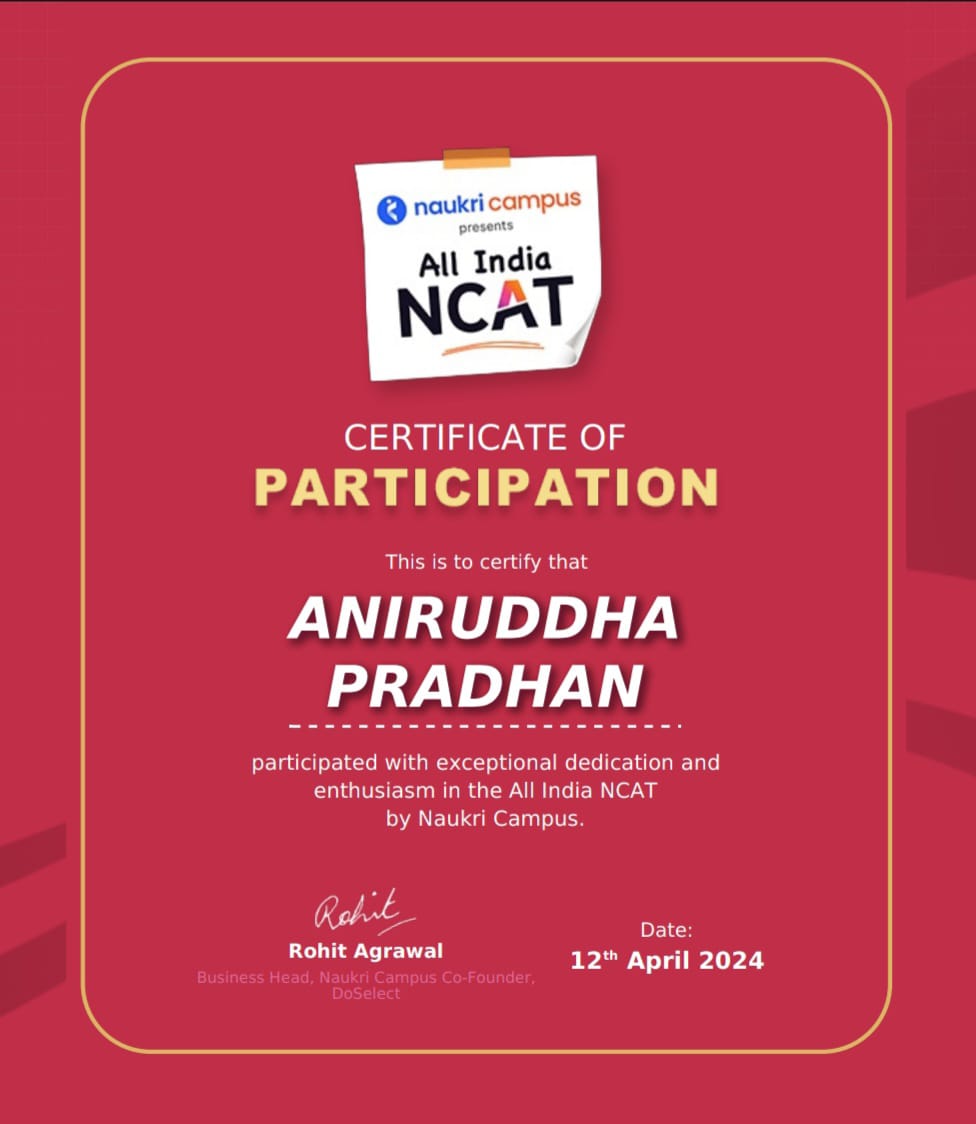 naukri campus
presents
All India
NCAT
CERTIFICATE OF
PARTICIPATION
This is to certify that
ANIRUDDHA
PRADHAN
participated with exceptional dedication and
enthusiasm in the All India NCAT
by Naukri Campus.
Rohit
Rohit Agrawal
Business Head, Naukri Campus Co-Founder,
DoSelect
Date:
12th April 2024